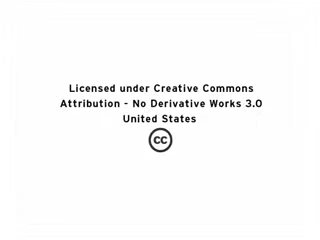 Licensed under Creative Commons
Attribution - No Derivative Works 3.0
United States
cc